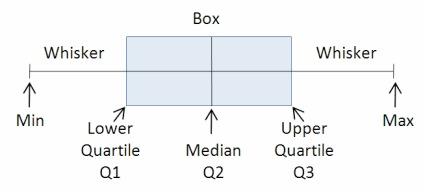 Box
Whisker
Whisker
Min
Lower
Quartile
Q1
Median
Q2
Upper
Quartile
Q3
Max